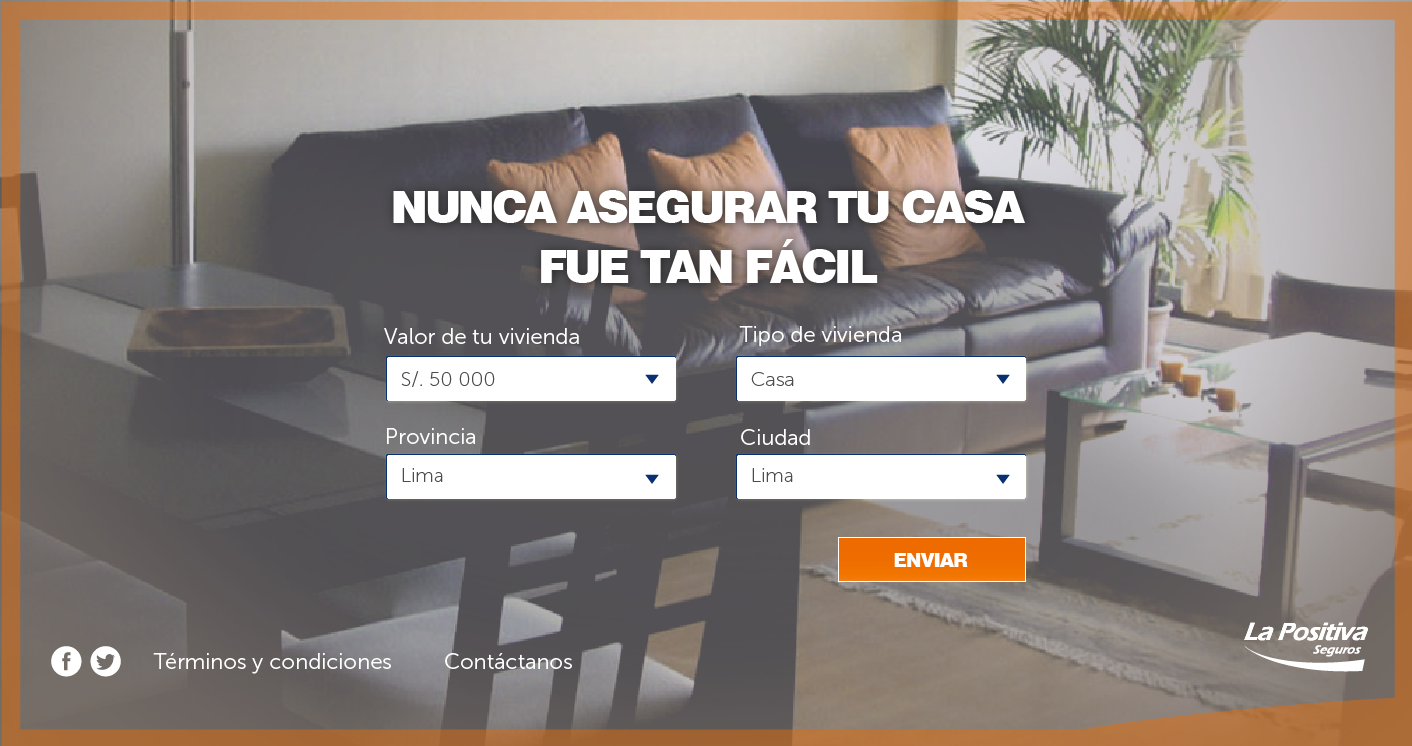 NUNCA ASEGURAR TU CASA
FUE TAN FÁCIL
Valor de tu vivienda
Tipo de vivienda
S/. 50 000
Casa
Provincia
Ciudad
Lima
Lima
ENVIAR
Términos y condiciones
Contáctanos
La Positiva
Seguros